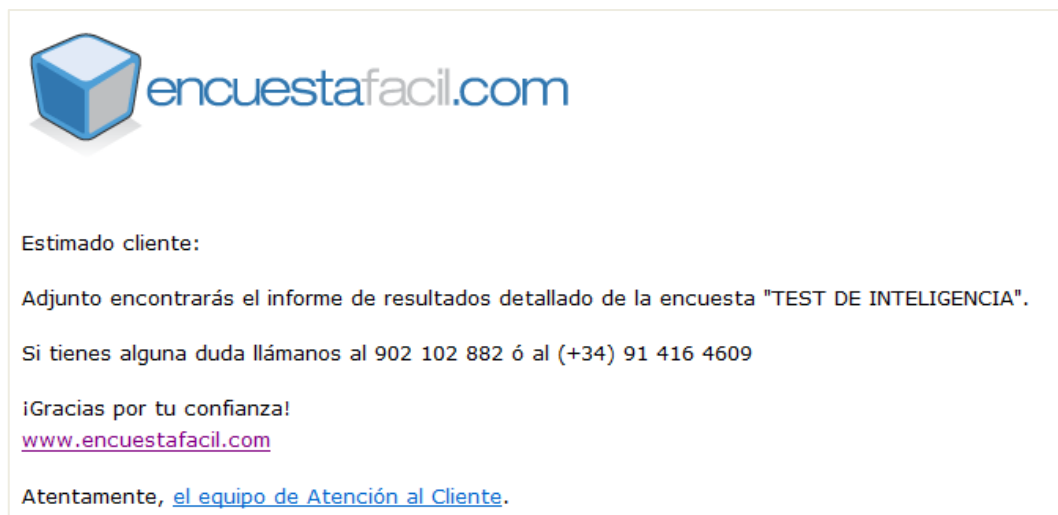 encuestafacil.com
Estimado cliente:
Adjunto encontrarás el informe de resultados detallado de la encuesta "TEST DE INTELIGENCIA".
Si tienes alguna duda llámanos al 902 102 882 ó al (+34) 91 416 4609
¡Gracias por tu confianza!
www.encuestafacil.com
Atentamente, el equipo de Atención al Cliente.